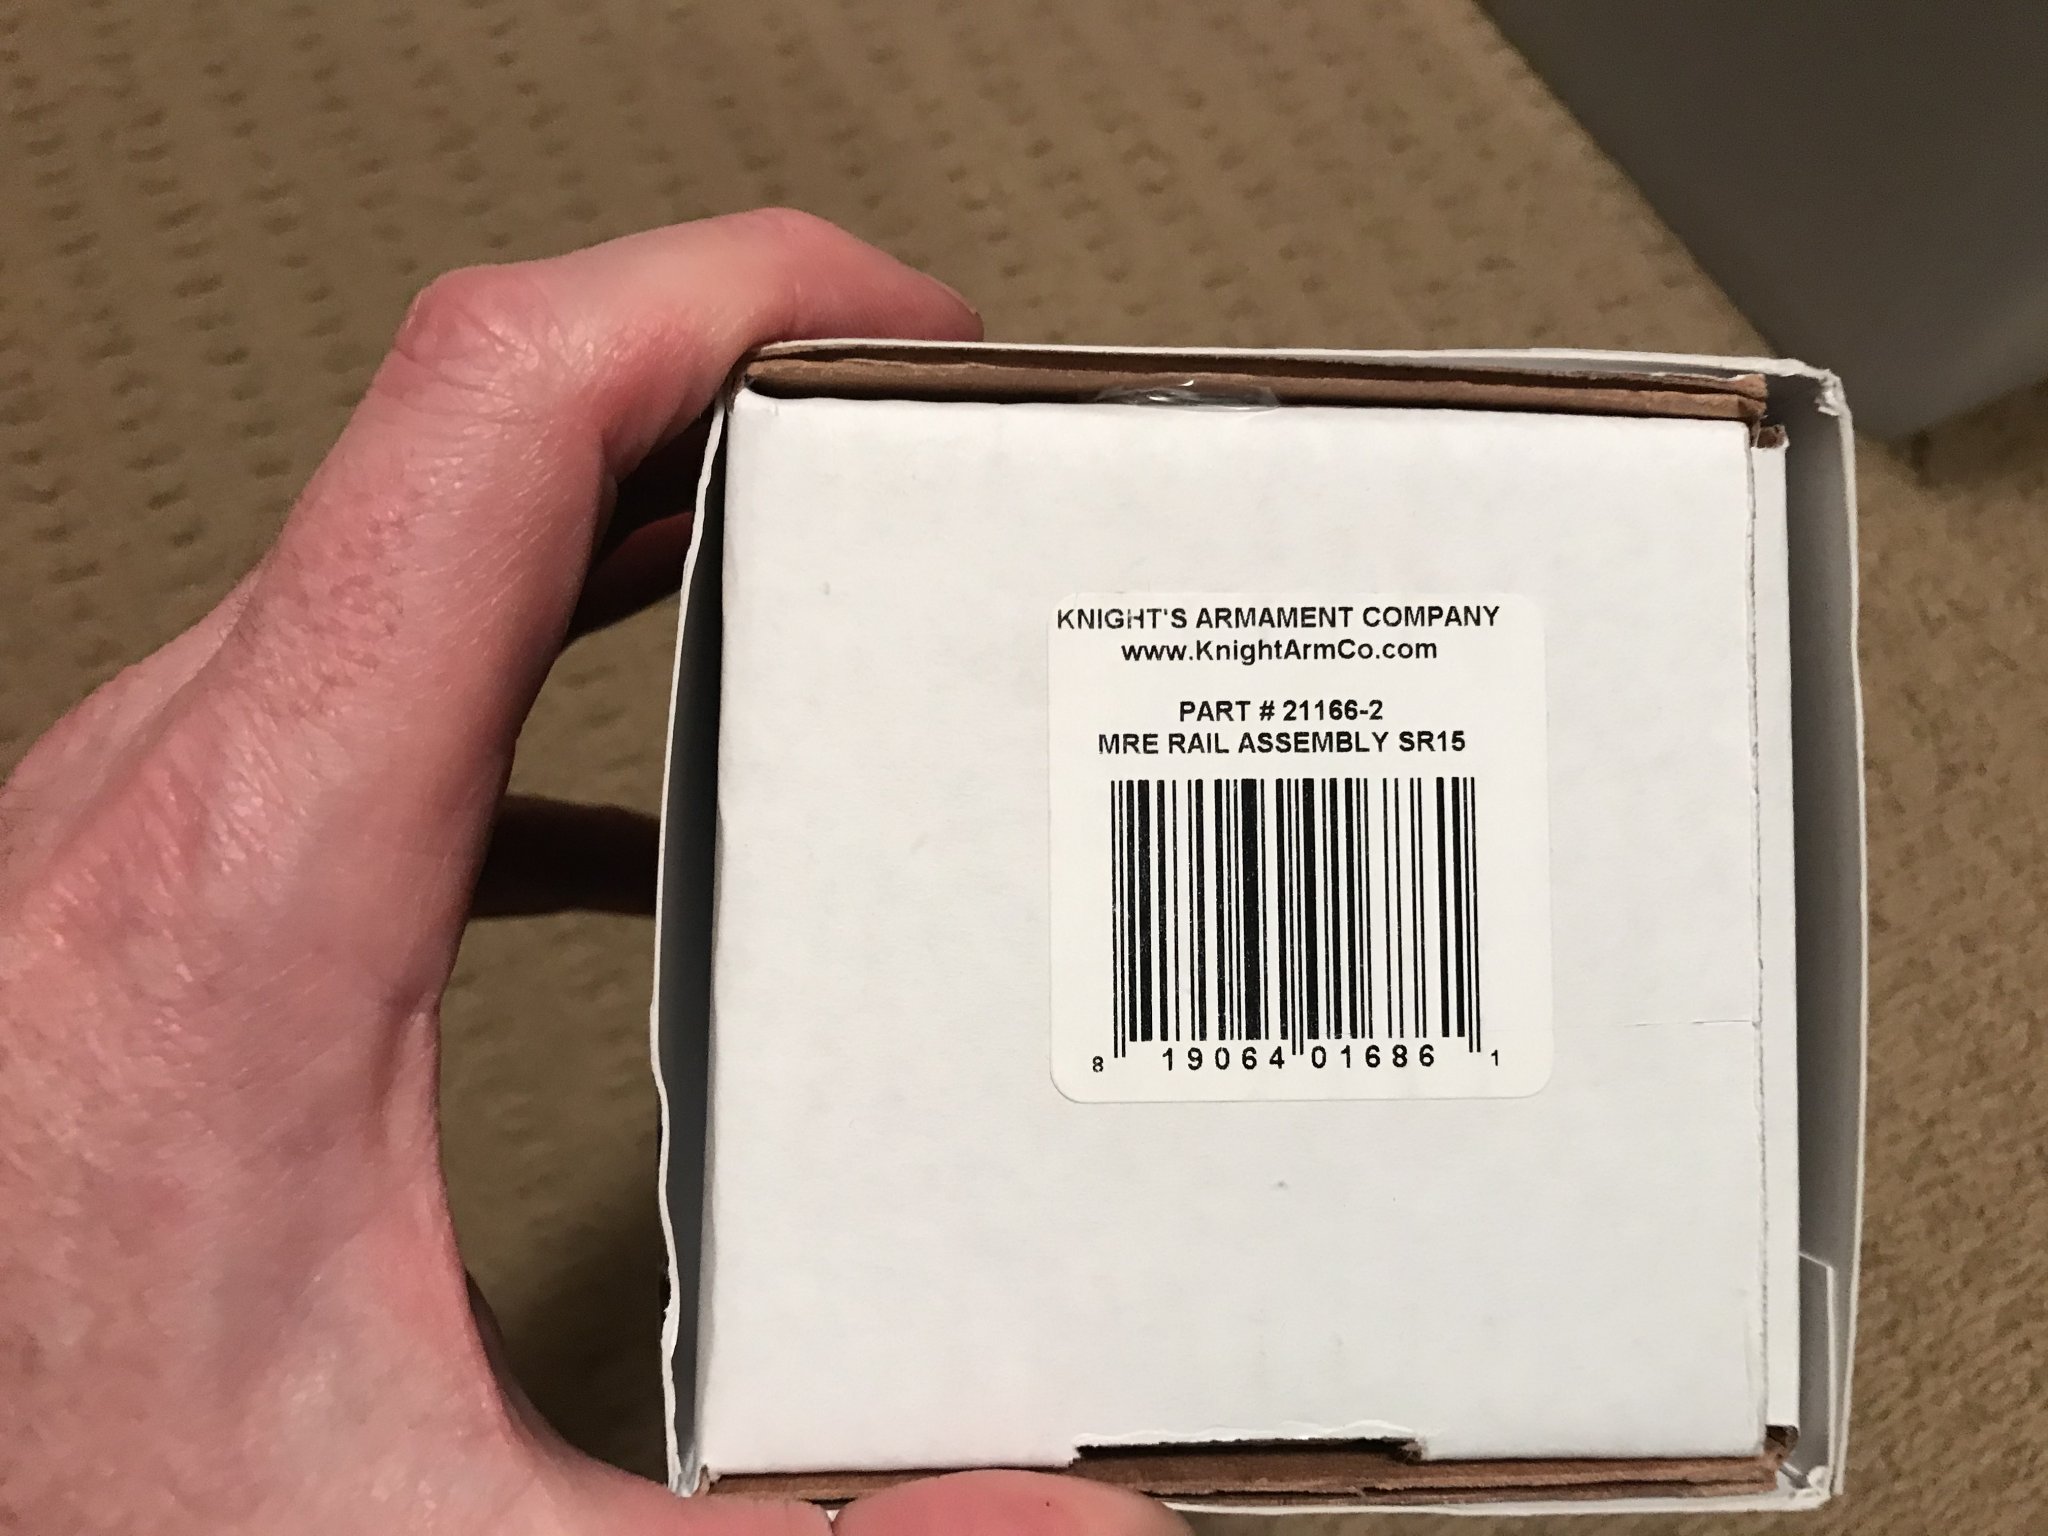 KNIGHT'S ARMAMENT COMPANY
www.KnightArmCo.com
PART # 21166-2
MRE RAIL ASSEMBLY SR15
8 19064 01686 1